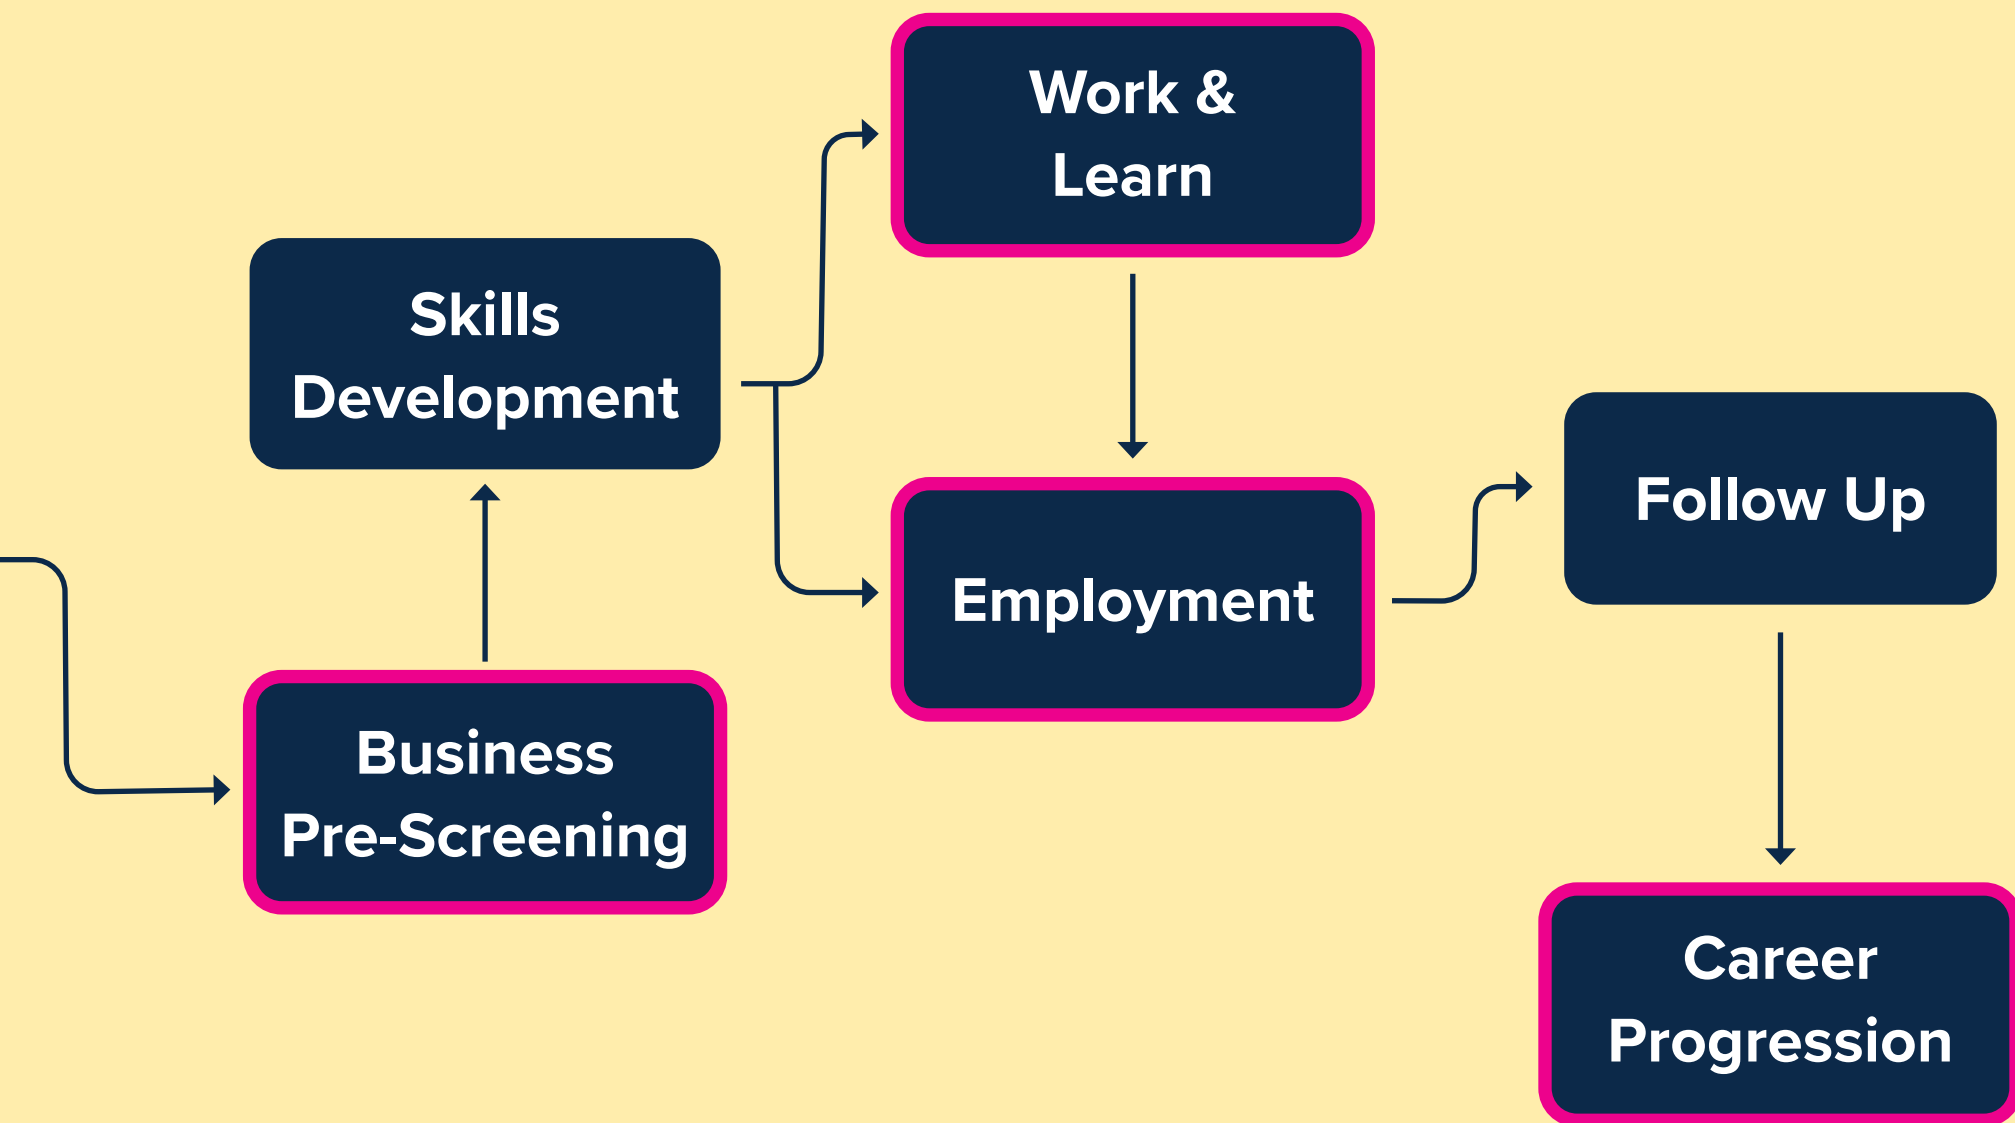 Work &
Learn
Skills
Development
Employment
Follow Up
Business
Pre-Screening
Career
Progression